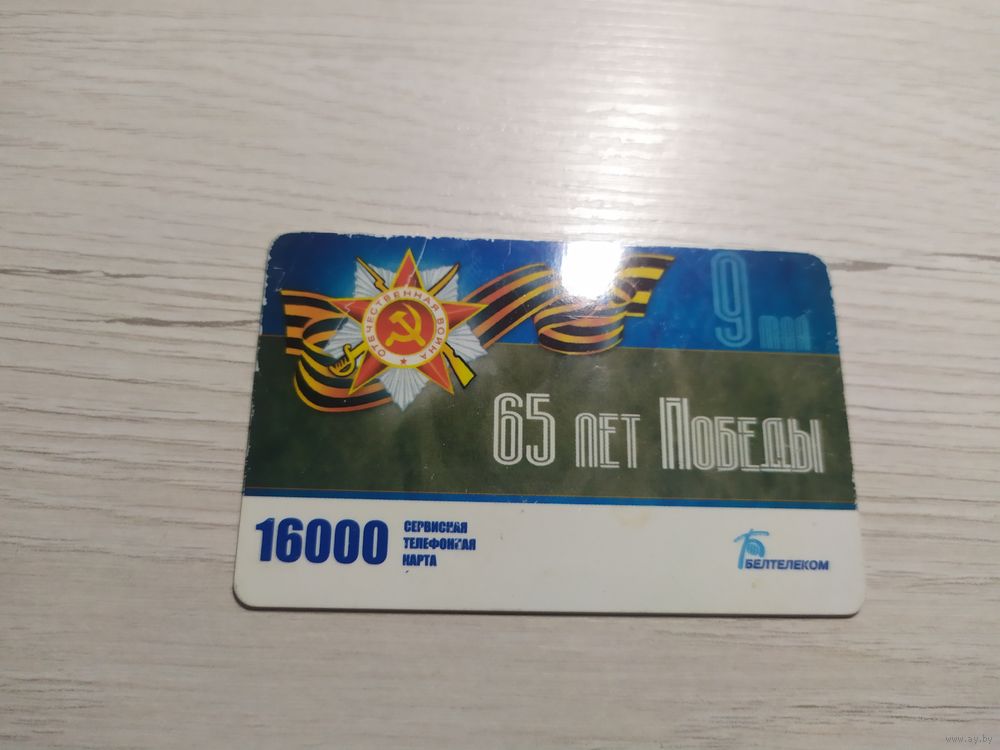 ОТЕЧЕСТВЕННАЯ ВОЙНА
9 мая
65 лет Победы
16000
СЕРВИСНАЯ
ТЕЛЕФОННАЯ
КАРТА
БЕЛТЕЛЕКОМ
www.ay.by